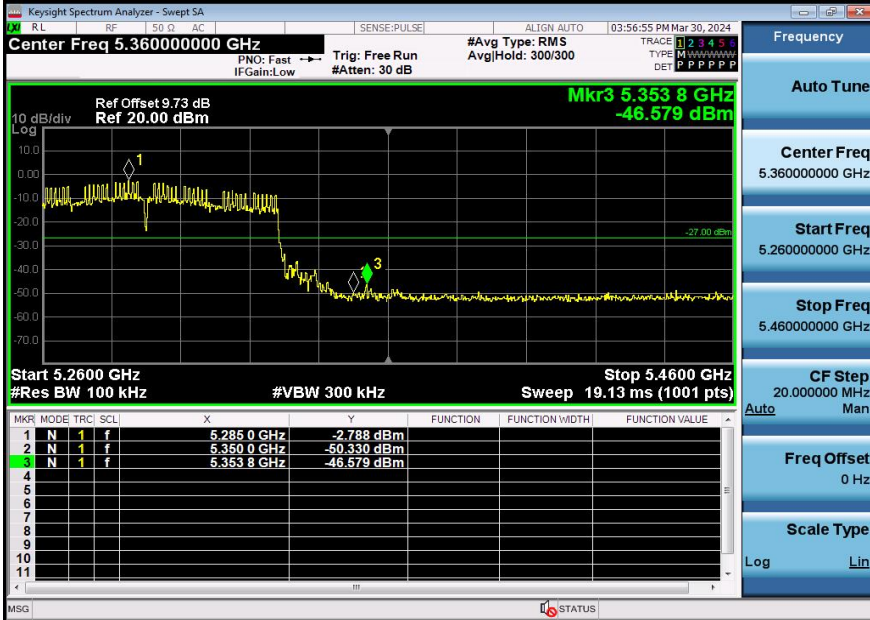 Keysight Spectrum Analyzer - Swept SA
LXI RL RF 50 Ω AC SENSE:PULSE ALIGN AUTO 03:56:55 PM Mar 30, 2024
Center Freq 5.360000000 GHz #Avg Type: RMS TRACE 1 2 3 4 5 6 Frequency
PNO: Fast Trig: Free Run Avg|Hold: 300/300 TYPE M WWWWW
IFGain:Low #Atten: 30 dB DET P P P P P P
Auto Tune
Mkr3 5.353 8 GHz
Ref Offset 9.73 dB
10 dB/div Ref 20.00 dBm -46.579 dBm
Log
10.0
0.00
-10.0
-20.0
-30.0
-40.0
-50.0
-60.0
-70.0
1
3
-27.00 dBm
Center Freq
5.360000000 GHz
Start Freq
5.260000000 GHz
Stop Freq
5.460000000 GHz
Start 5.2600 GHz Stop 5.4600 GHz
#Res BW 100 kHz #VBW 300 kHz Sweep 19.13 ms (1001 pts)
CF Step
20.000000 MHz
Auto Man
MKR MODE TRC SCL X Y FUNCTION FUNCTION WIDTH FUNCTION VALUE
1 N 1 f 5.285 0 GHz -2.788 dBm
2 N 1 f 5.350 0 GHz -50.330 dBm
3 N 1 f 5.353 8 GHz -46.579 dBm
4
5
6
7
8
9
10
11
Freq Offset
0 Hz
Scale Type
Log Lin
MSG STATUS